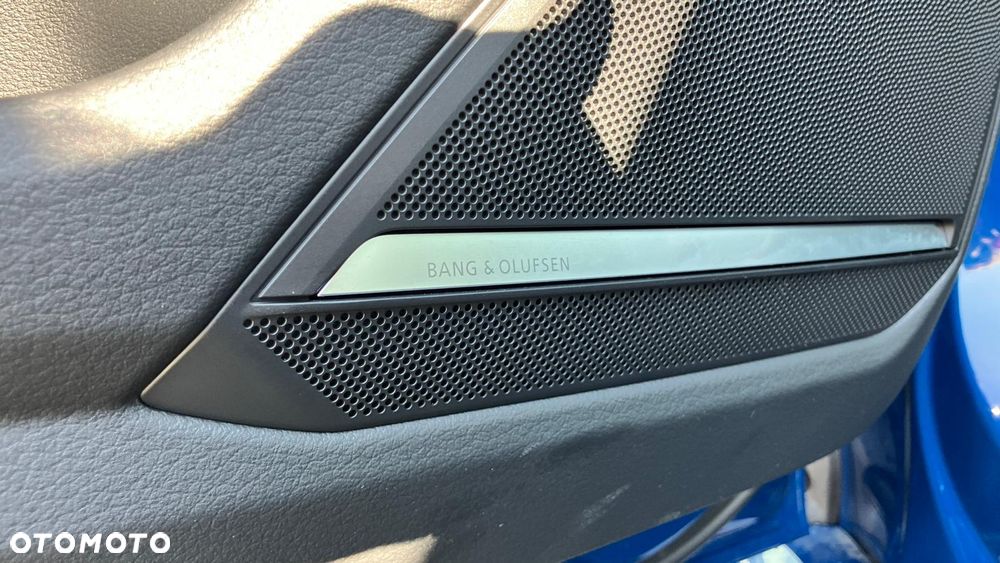 BANG & OLUFSEN
OTOMOTO